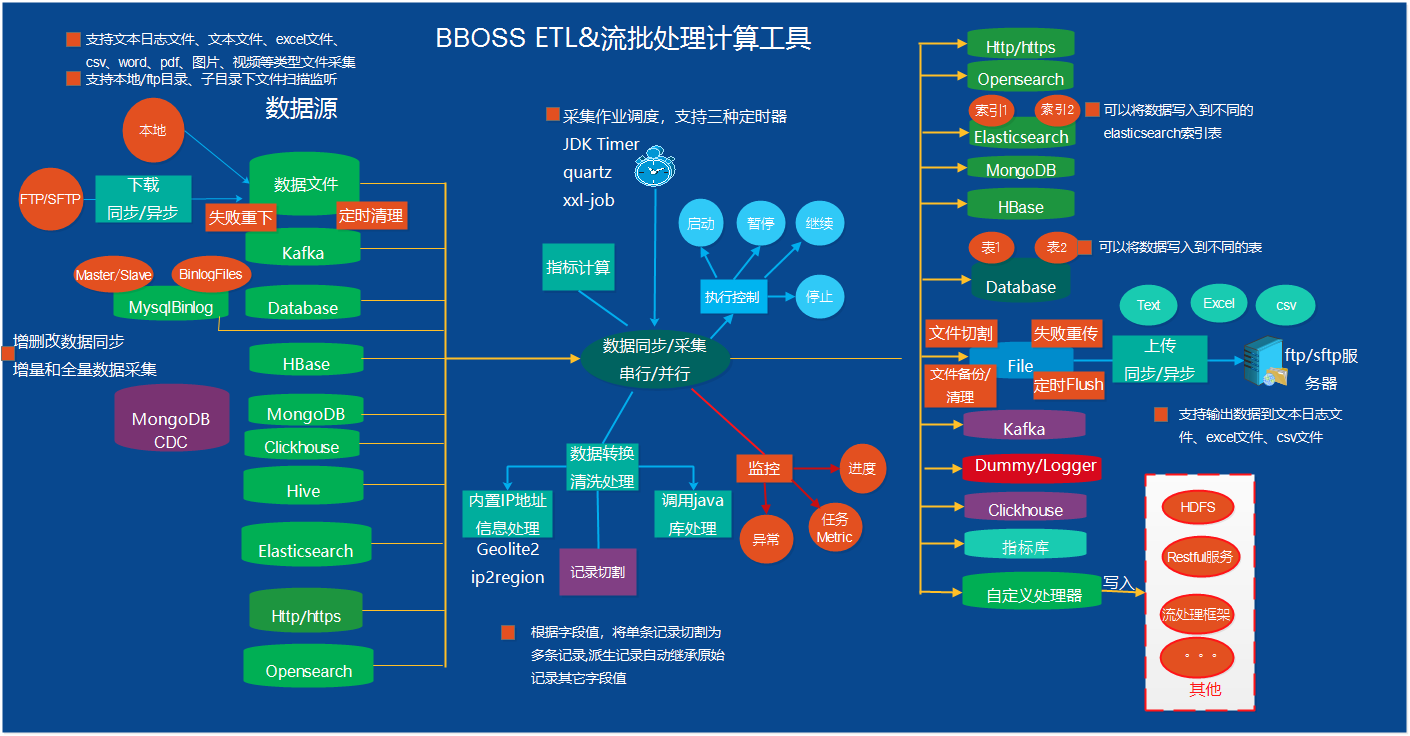 BBOSS ETL&流批处理计算工具
支持文本日志文件、文本文件、excel文件、
csv、word、pdf、图片、视频等类型文件采集
支持本地/ftp目录、子目录下文件扫描监听
数据源
本地
FTP/SFTP
下载
同步/异步
数据文件
失败重下
定时清理
Kafka
Master/Slave
BinlogFiles
MysqlBinlog
Database
增删改数据同步
增量和全量数据采集
HBase
MongoDB
CDC
MongoDB
Clickhouse
Hive
Elasticsearch
Http/https
Opensearch
采集作业调度，支持三种定时器
JDK Timer
quartz
xxl-job
指标计算
启动
暂停
继续
执行控制
停止
数据同步/采集
串行/并行
数据转换
清洗处理
内置IP地址
信息处理
Geolite2
ip2region
调用java
库处理
记录切割
监控
进度
异常
任务
Metric
根据字段值，将单条记录切割为
多条记录,派生记录自动继承原始
记录其它字段值
Http/https
Opensearch
索引1
索引2
Elasticsearch
可以将数据写入到不同的
elasticsearch索引表
MongoDB
HBase
表1
表2
可以将数据写入到不同的表
Database
Text
Excel
csv
文件切割
失败重传
File
文件备份/
清理
定时Flush
上传
同步/异步
ftp/sftp服
务器
支持输出数据到文本日志文
件、excel文件、csv文件
Kafka
Dummy/Logger
Clickhouse
指标库
自定义处理器
写入
HDFS
Restful服务
流处理框架
。。。
其他